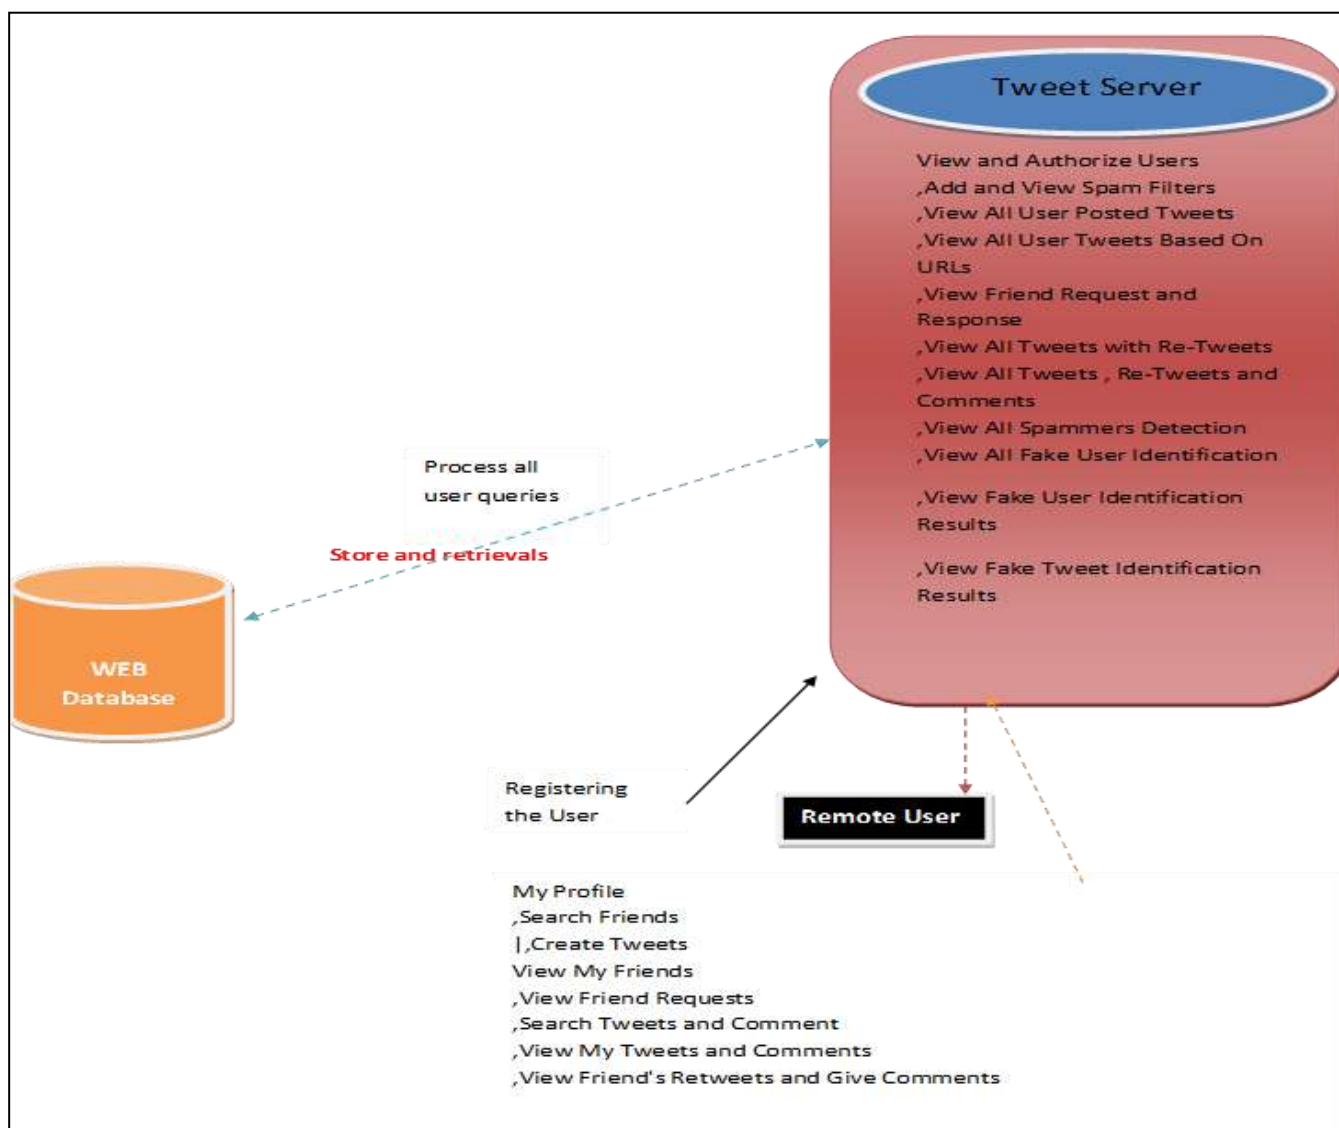 Tweet Server
View and Authorize Users
,Add and View Spam Filters
,View All User Posted Tweets
,View All User Tweets Based On
URLs
,View Friend Request and
Response
,View All Tweets with Re-Tweets
,View All Tweets , Re-Tweets and
Comments
,View All Spammers Detection
,View All Fake User Identification
,View Fake User Identification
Results
,View Fake Tweet Identification
Results
Process all
user queries
Store and retrievals
WEB
Database
Registering
the User
Remote User
My Profile
,Search Friends
|,Create Tweets
View My Friends
,View Friend Requests
,Search Tweets and Comment
,View My Tweets and Comments
,View Friend's Retweets and Give Comments